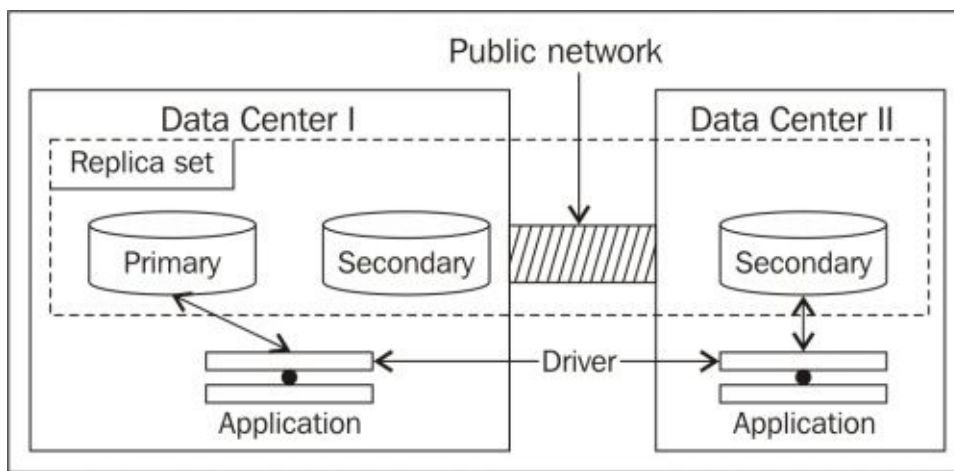 Public network
Data Center I
Data Center II
Replica set
Primary
Secondary
Secondary
Driver
Application
Application